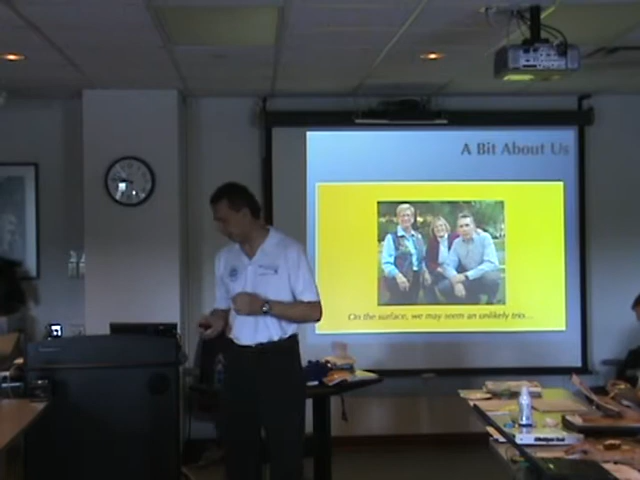 A Bit About Us
On the surface, we may seem an unlikely trio...